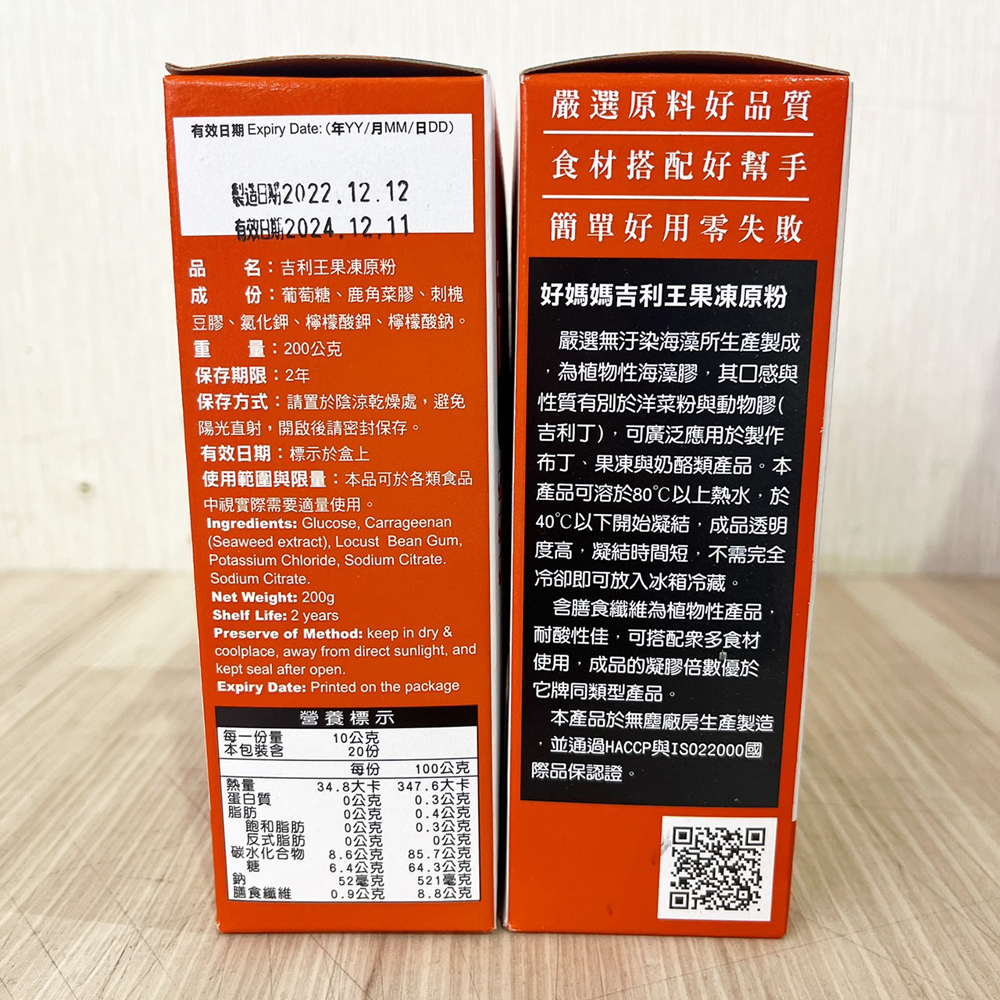 有效日期 Expiry Date: (年YY/月MM/日DD)
製造日期2022.12.12
有效日期2024.12.11
品 名：吉利王果凍原粉
成 份：葡萄糖、鹿角菜膠、刺槐
豆膠、氯化鉀、檸檬酸鉀、檸檬酸鈉。
重 量：200公克
保存期限：2年
保存方式：請置於陰涼乾燥處，避免
陽光直射，開啟後請密封保存。
有效日期：標示於盒上
使用範圍與限量：本品可於各類食品
中視實際需要適量使用。
Ingredients: Glucose, Carrageenan
(Seaweed extract), Locust Bean Gum,
Potassium Chloride, Sodium Citrate.
Sodium Citrate.
Net Weight: 200g
Shelf Life: 2 years
Preserve of Method: keep in dry &
coolplace, away from direct sunlight, and
kept seal after open.
Expiry Date: Printed on the package
營養標示
每一份量 10公克
本包裝含 20份
每份 100公克
熱量 34.8大卡 347.6大卡
蛋白質 0公克 0.3公克
脂肪 0公克 0.4公克
飽和脂肪 0公克 0.3公克
反式脂肪 0公克 0公克
碳水化合物 8.6公克 85.7公克
糖 6.4公克 64.3公克
鈉 52毫克 521毫克
膳食纖維 0.9公克 8.8公克
嚴選原料好品質
食材搭配好幫手
簡單好用零失敗
好媽媽吉利王果凍原粉
嚴選無汙染海藻所生產製成
，為植物性海藻膠，其口感與
性質有別於洋菜粉與動物膠(
吉利丁)，可廣泛應用於製作
布丁、果凍與奶酪類產品。本
產品可溶於80℃以上熱水，於
40℃以下開始凝結，成品透明
度高，凝結時間短，不需完全
冷卻即可放入冰箱冷藏。
含膳食纖維為植物性產品，
耐酸性佳，可搭配眾多食材
使用，成品的凝膠倍數優於
它牌同類型產品。
本產品於無塵廠房生產製造
，並通過HACCP與ISO22000國
際品保認證。